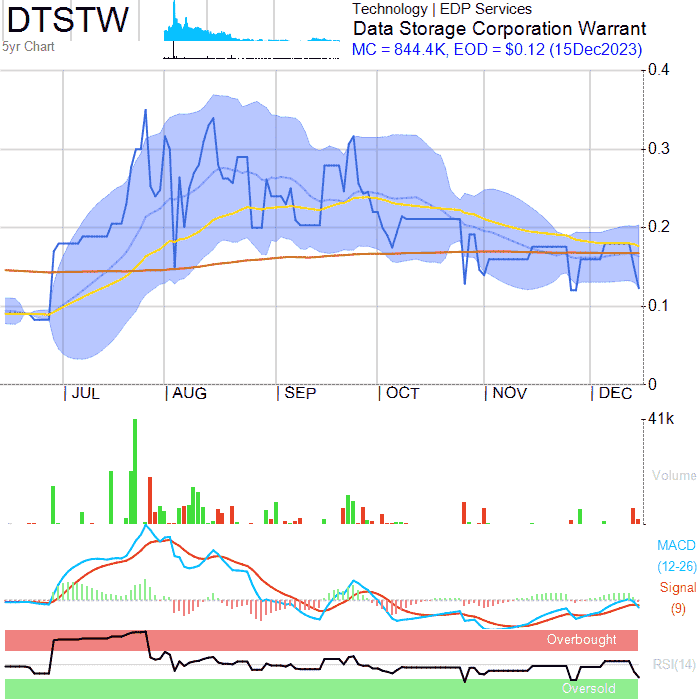 DTSTW
5yr Chart
Technology | EDP Services
Data Storage Corporation Warrant
MC = 844.4K, EOD = $0.12 (15Dec2023)
0.4
0.3
0.2
0.1
0
| JUL | AUG | SEP | OCT | NOV | DEC
41k
Volume
MACD
(12-26)
Signal
(9)
Overbought
RSI(14)
Oversold